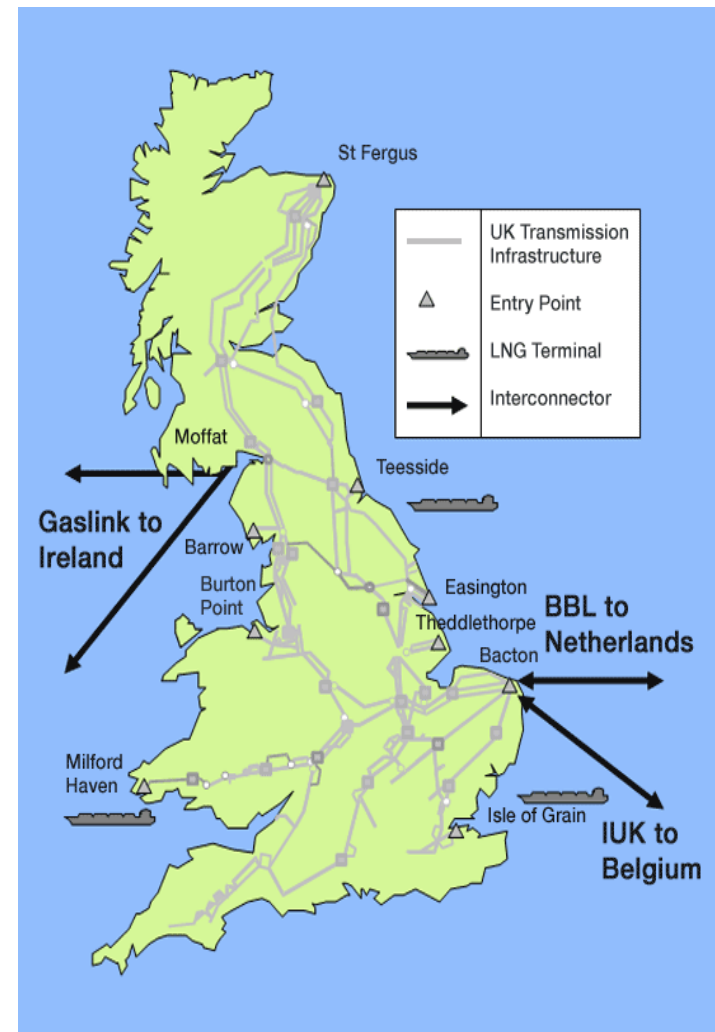 St Fergus
UK Transmission
Infrastructure
Entry Point
LNG Terminal
Interconnector
Moffat
Teesside
Gaslink to
Ireland
Barrow
Burton
Point
Easington
Theddlethorpe
BBL to
Netherlands
Bacton
Milford
Haven
Isle of Grain
IUK to
Belgium